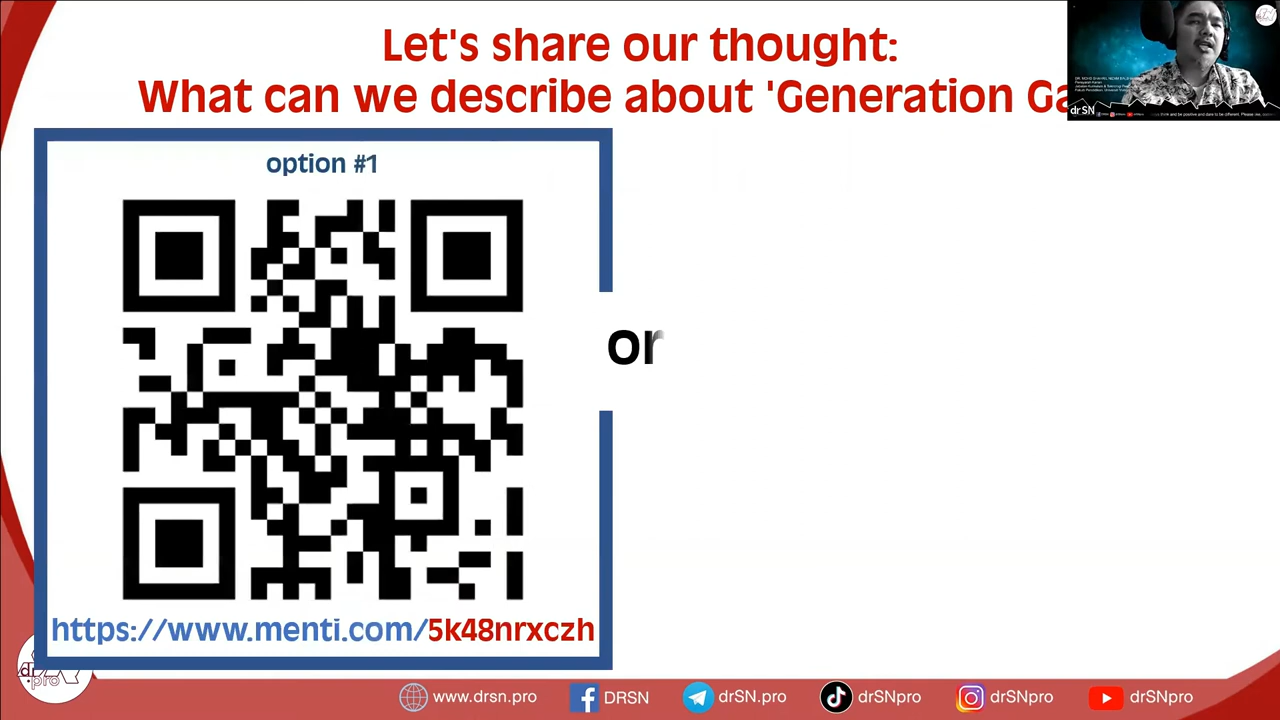 Let's share our thought:
What can we describe about 'Generation Ga
option #1
or
https://www.menti.com/5k48nrxczh
drSN
www.drsn.pro
DRSN
drSN.pro
drSNpro
drSNpro
drSNpro